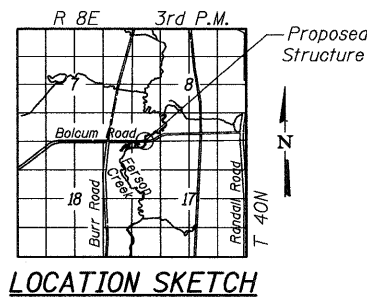 R 8E 3rd P.M.
Proposed
Structure
7 8
Bolcum Road
N
Ferson
Creek
18 17
Burr Road
Randall Road
T 40N
LOCATION SKETCH